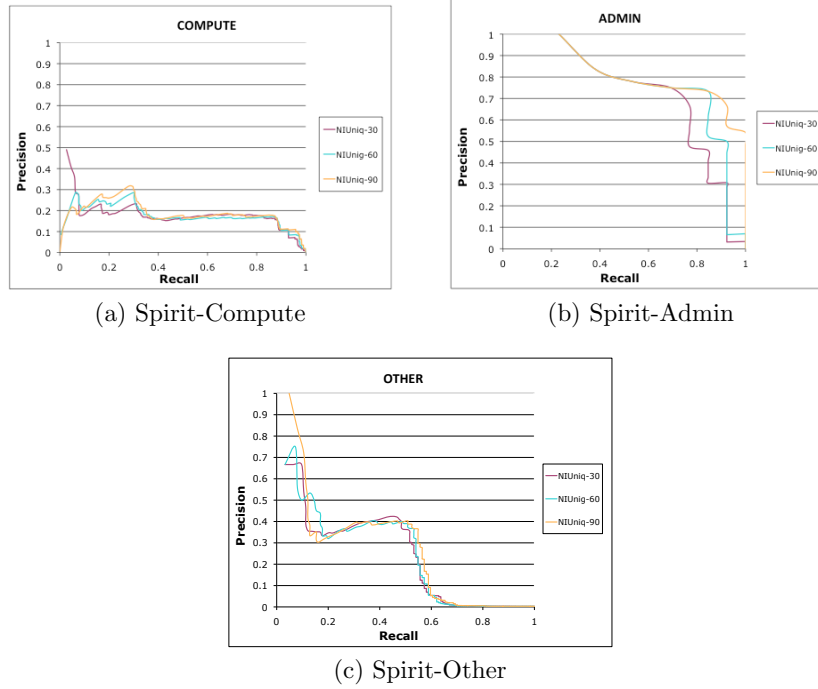 COMPUTE
1
0.9
0.8
0.7
0.6
0.5
0.4
0.3
0.2
0.1
0
Precision
0 0.2 0.4 0.6 0.8 1
Recall
NIUniq-30
NIUnig-60
NIUniq-90
(a) Spirit-Compute
ADMIN
1
0.9
0.8
0.7
0.6
0.5
0.4
0.3
0.2
0.1
0
Precision
0 0.2 0.4 0.6 0.8 1
Recall
NIUniq-30
NIUnig-60
NIUniq-90
(b) Spirit-Admin
OTHER
1
0.9
0.8
0.7
0.6
0.5
0.4
0.3
0.2
0.1
0
Precision
0 0.2 0.4 0.6 0.8 1
Recall
NIUniq-30
NIUnig-60
NIUniq-90
(c) Spirit-Other